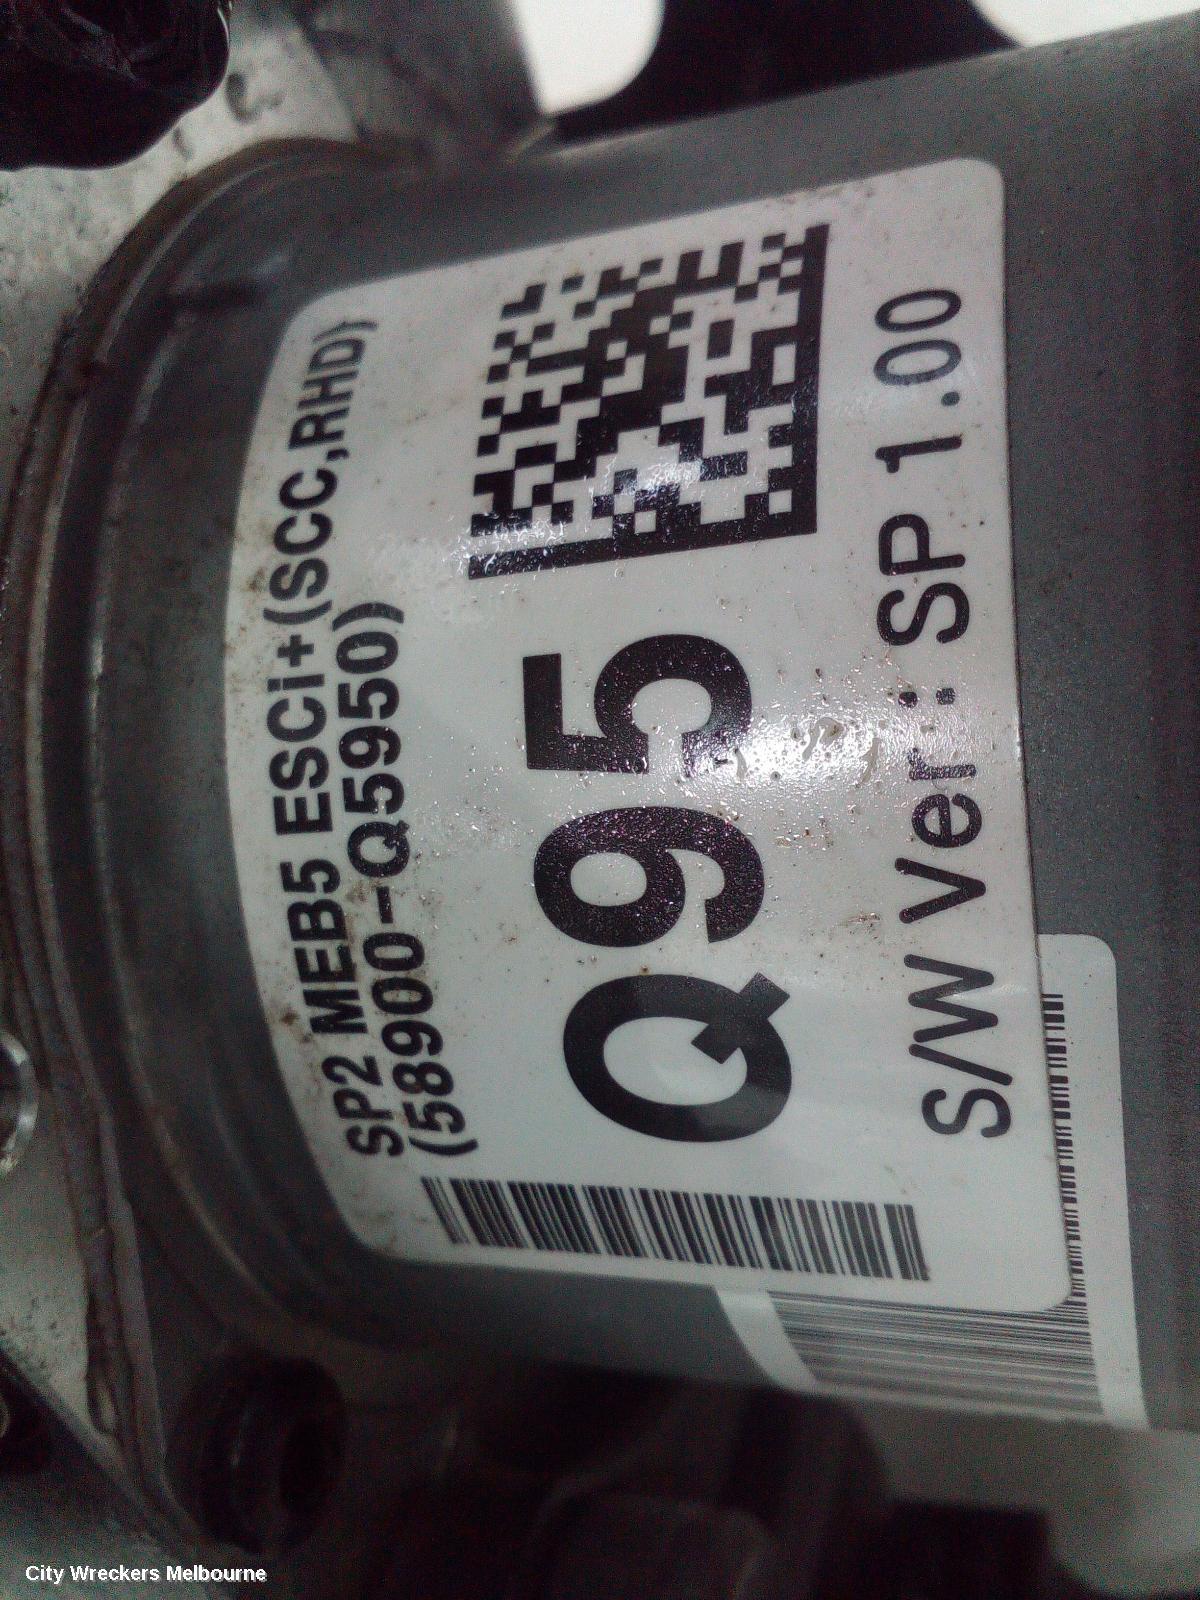 SP2 MEB5 ESCi+(SCC,RHD)
(58900-Q5950)
Q95
S/W Ver : SP 1.00
City Wreckers Melbourne